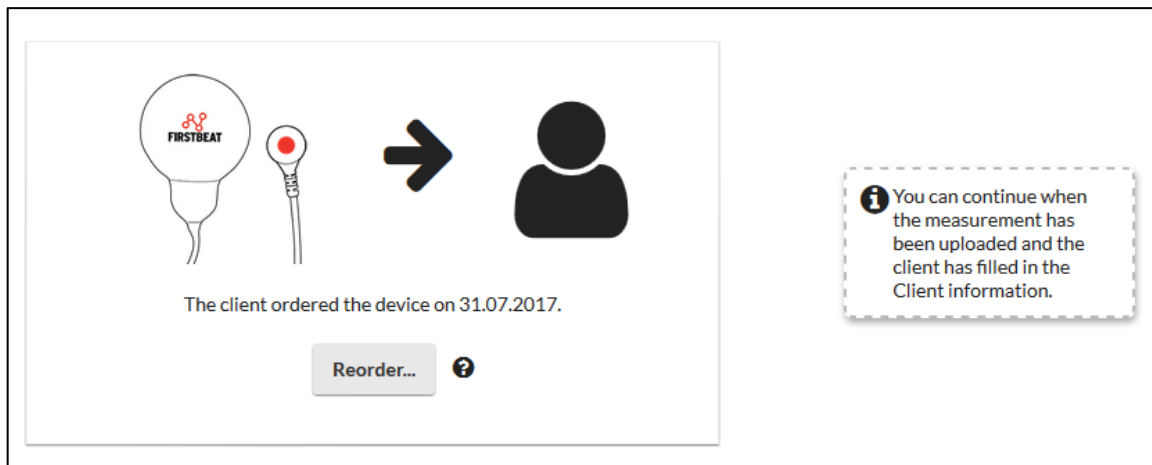 FIRSTBEAT
The client ordered the device on 31.07.2017.
Reorder...
You can continue when
the measurement has
been uploaded and the
client has filled in the
Client information.